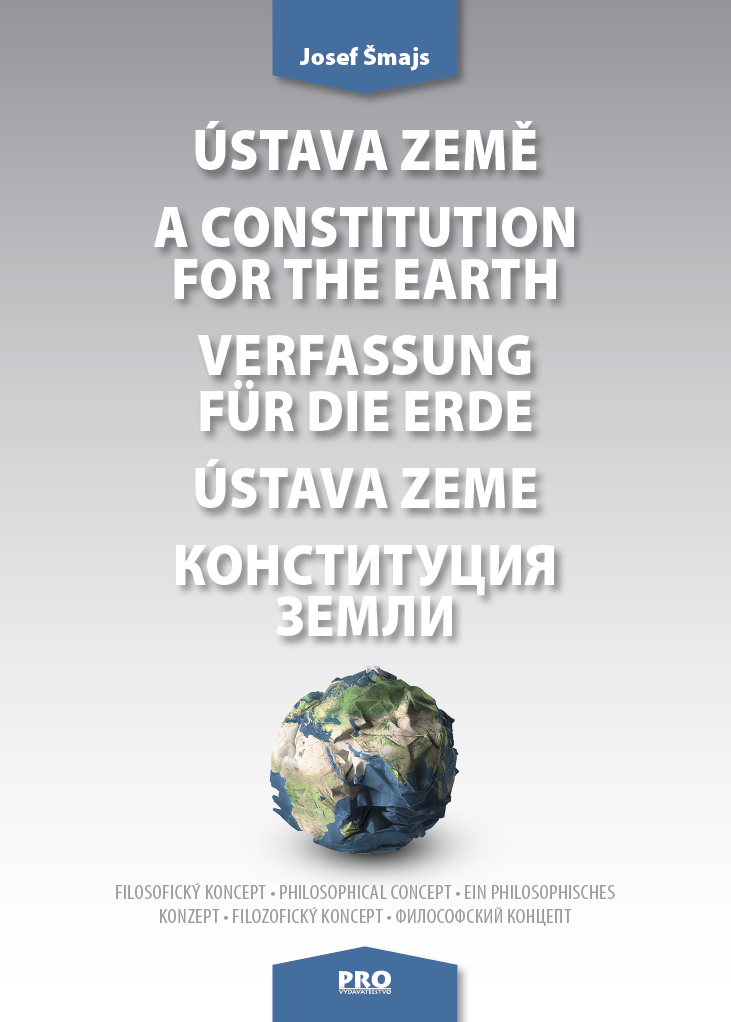 Josef Šmajs
ÚSTAVA ZEMĚ
A CONSTITUTION
FOR THE EARTH
VERFASSUNG
FÜR DIE ERDE
ÚSTAVA ZEME
КОНСТИТУЦИЯ
ЗЕМЛИ
FILOSOFICKÝ KONCEPT • PHILOSOPHICAL CONCEPT • EIN PHILOSOPHISCHES
KONZEPT • FILOZOFICKÝ KONCEPT • ФИЛОСОФСКИЙ КОНЦЕПТ
PRO
VYDAVATEĽSTVO